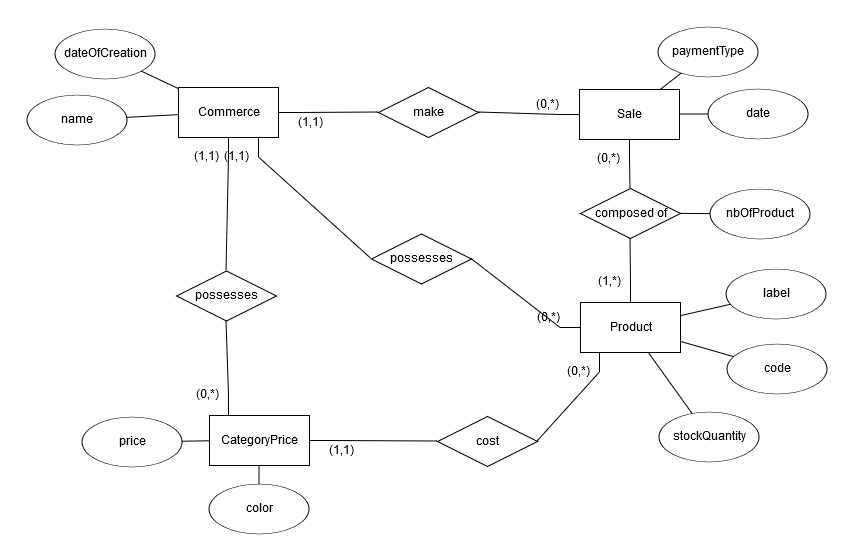 dateOfCreation
paymentType
name
Commerce
make
Sale
date
(1,1)
(0,*)
(1,1)
(1,1)
(0,*)
composed of
nbOfProduct
possesses
possesses
(1,*)
label
(0,*)
Product
code
(0,*)
(0,*)
price
CategoryPrice
(1,1)
cost
stockQuantity
color